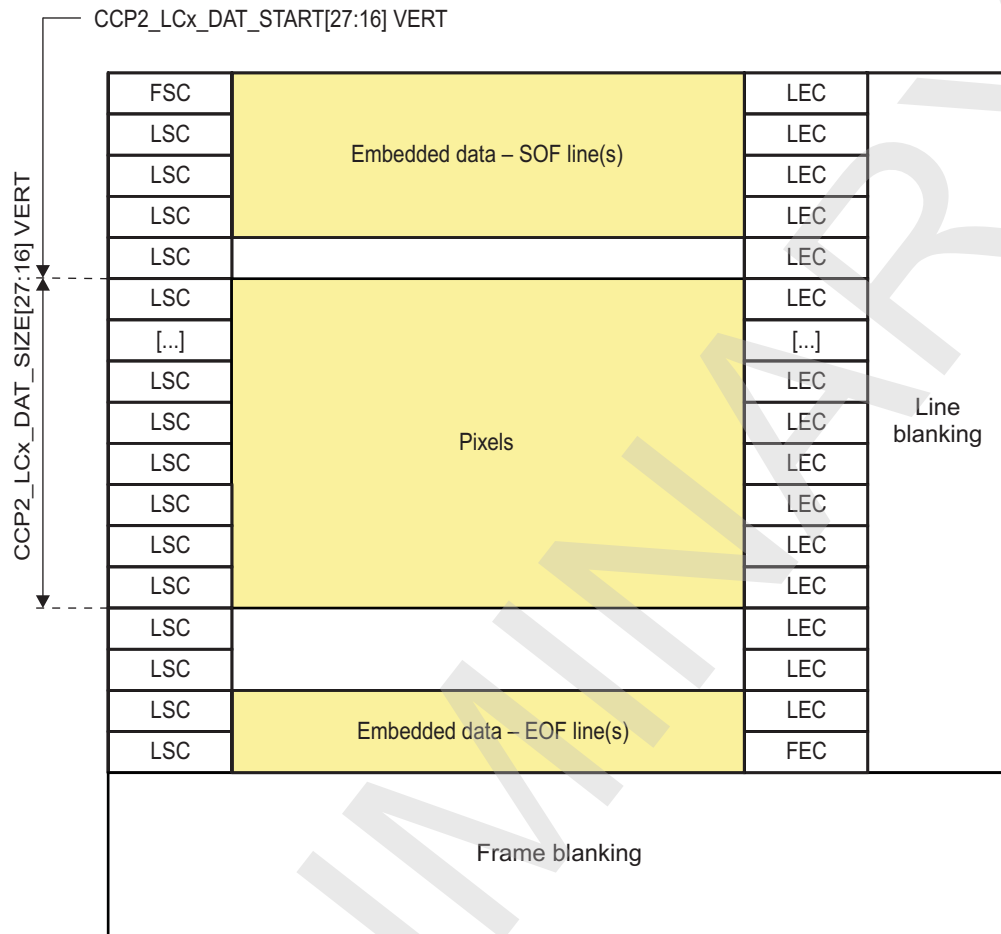 CCP2_LCx_DAT_START[27:16] VERT
CCP2_LCx_DAT_SIZE[27:16] VERT
FSC LEC
LSC LEC
Embedded data – SOF line(s)
LSC LEC
LSC LEC
LSC LEC
LSC LEC
[...] [...]
LSC LEC
LSC LEC
Pixels
Line
blanking
LSC LEC
LSC LEC
LSC LEC
LSC LEC
LSC LEC
LSC LEC
LSC LEC
Embedded data – EOF line(s)
LSC FEC
Frame blanking
IMINARY